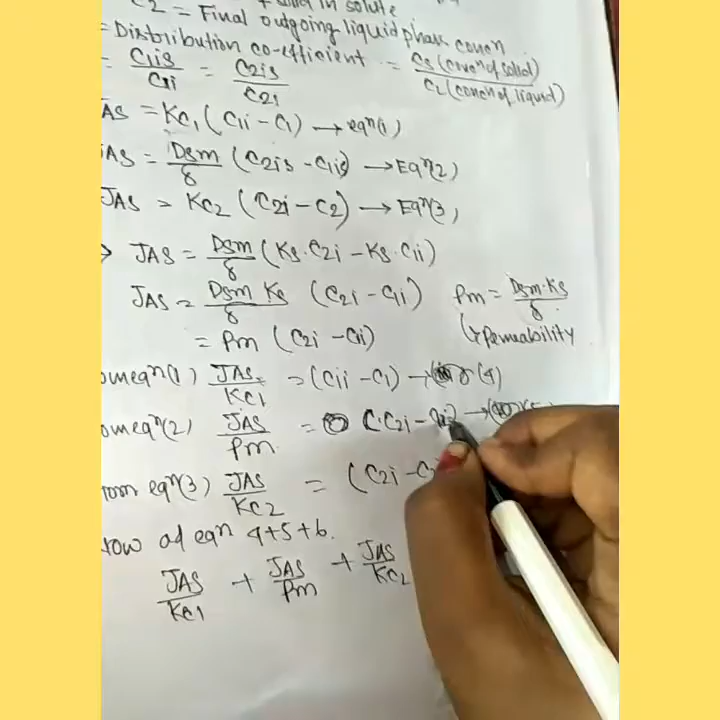 C2 = Final outgoing liquid phase concn
= Distribution co-efficient = Cs (concn of solid) / CL (concn of liquid)
= C1is / C1i = C2is / C2i
JAS = Kc1 (C1i - C1) → eqn(1)
JAS = Dsm / δ (C2is - C1is) → Eqn(2)
JAS = Kc2 (C2i - C2) → Eqn(3)
JAS = Dsm / δ (Ks. C2i - Ks. C1i)
JAS = Dsm Ks / δ (C2i - C1i) Pm = Dsm.Ks / δ
= Pm (C2i - C1i) ↳ Permeability
eqn(1) JAS / Kc1 = (C1i - C1) → (4)
eqn(2) JAS / Pm = (C2i -
eqn(3) JAS / Kc2 = (C2i -
ad eqn 4+5+6.
JAS / Kc1 + JAS / Pm + JAS / Kc2